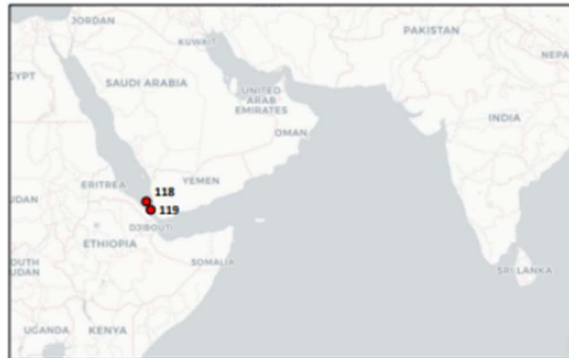 JORDAN
PAKISTAN
KUWAIT
NEPA
GYPT
SAUDI ARABIA
UNITED
ARAB
EMIRATES
INDIA
OMAN
ERITREA
118
YEMEN
119
UDAN
DJIBOUTI
ETHIOPIA
OUTH
UDAN
SOMALIA
SRI LANKA
UGANDA
KENYA